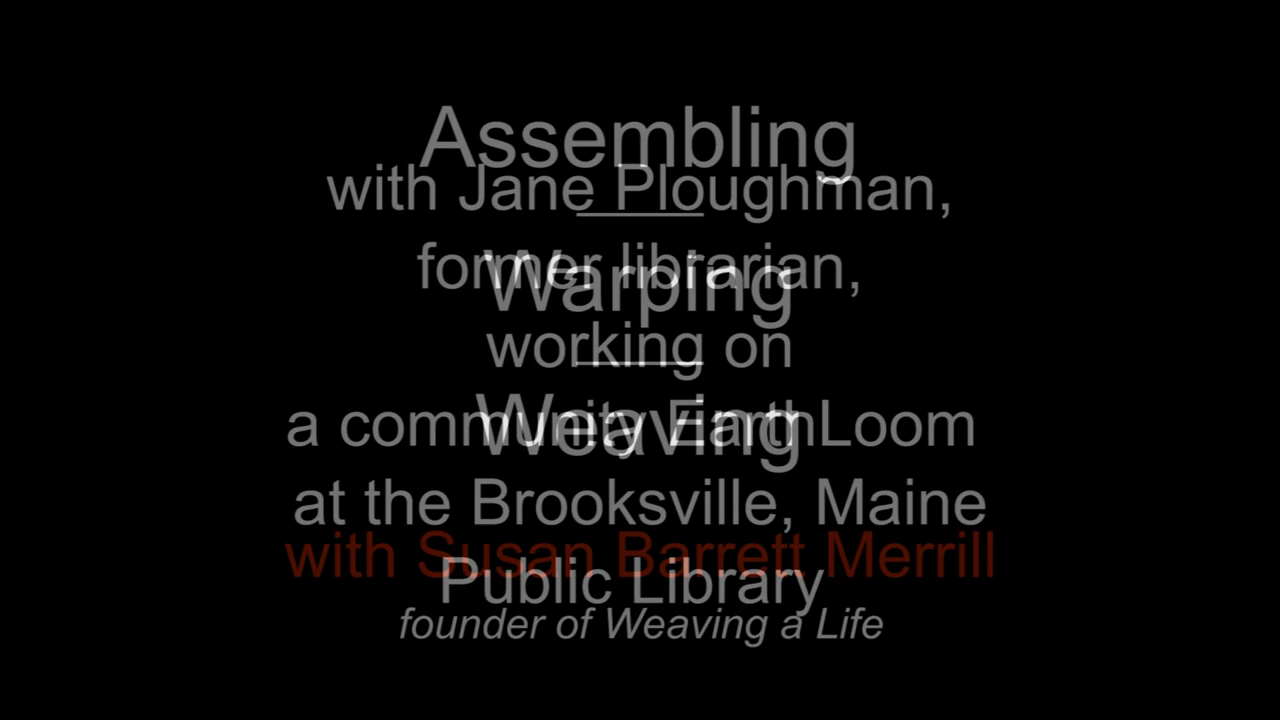 Assembling
with Jane Ploughman,
former librarian,
Warping
working on
a community EarthLoom
Weaving
at the Brooksville, Maine
with Susan Barrett Merrill
Public Library
founder of Weaving a Life